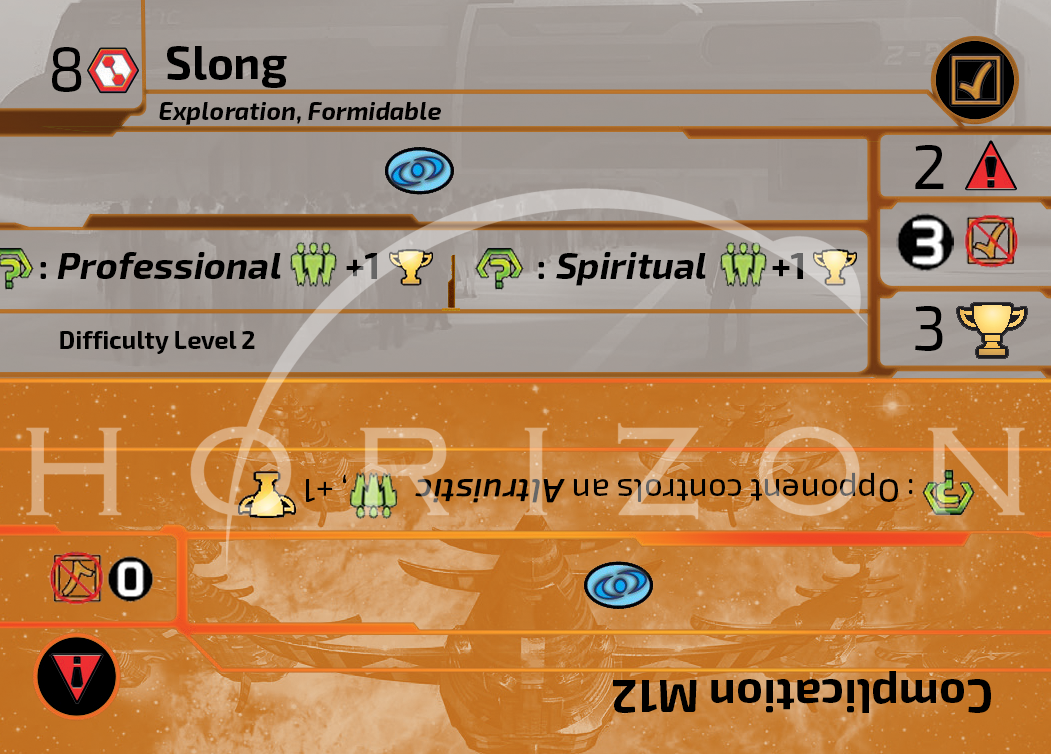 8 Slong
Exploration, Formidable
2
: Professional +1 : Spiritual +1
3
Difficulty Level 2
3
HORIZON
: Opponent controls an Altruistic , +1
0
Complication M12